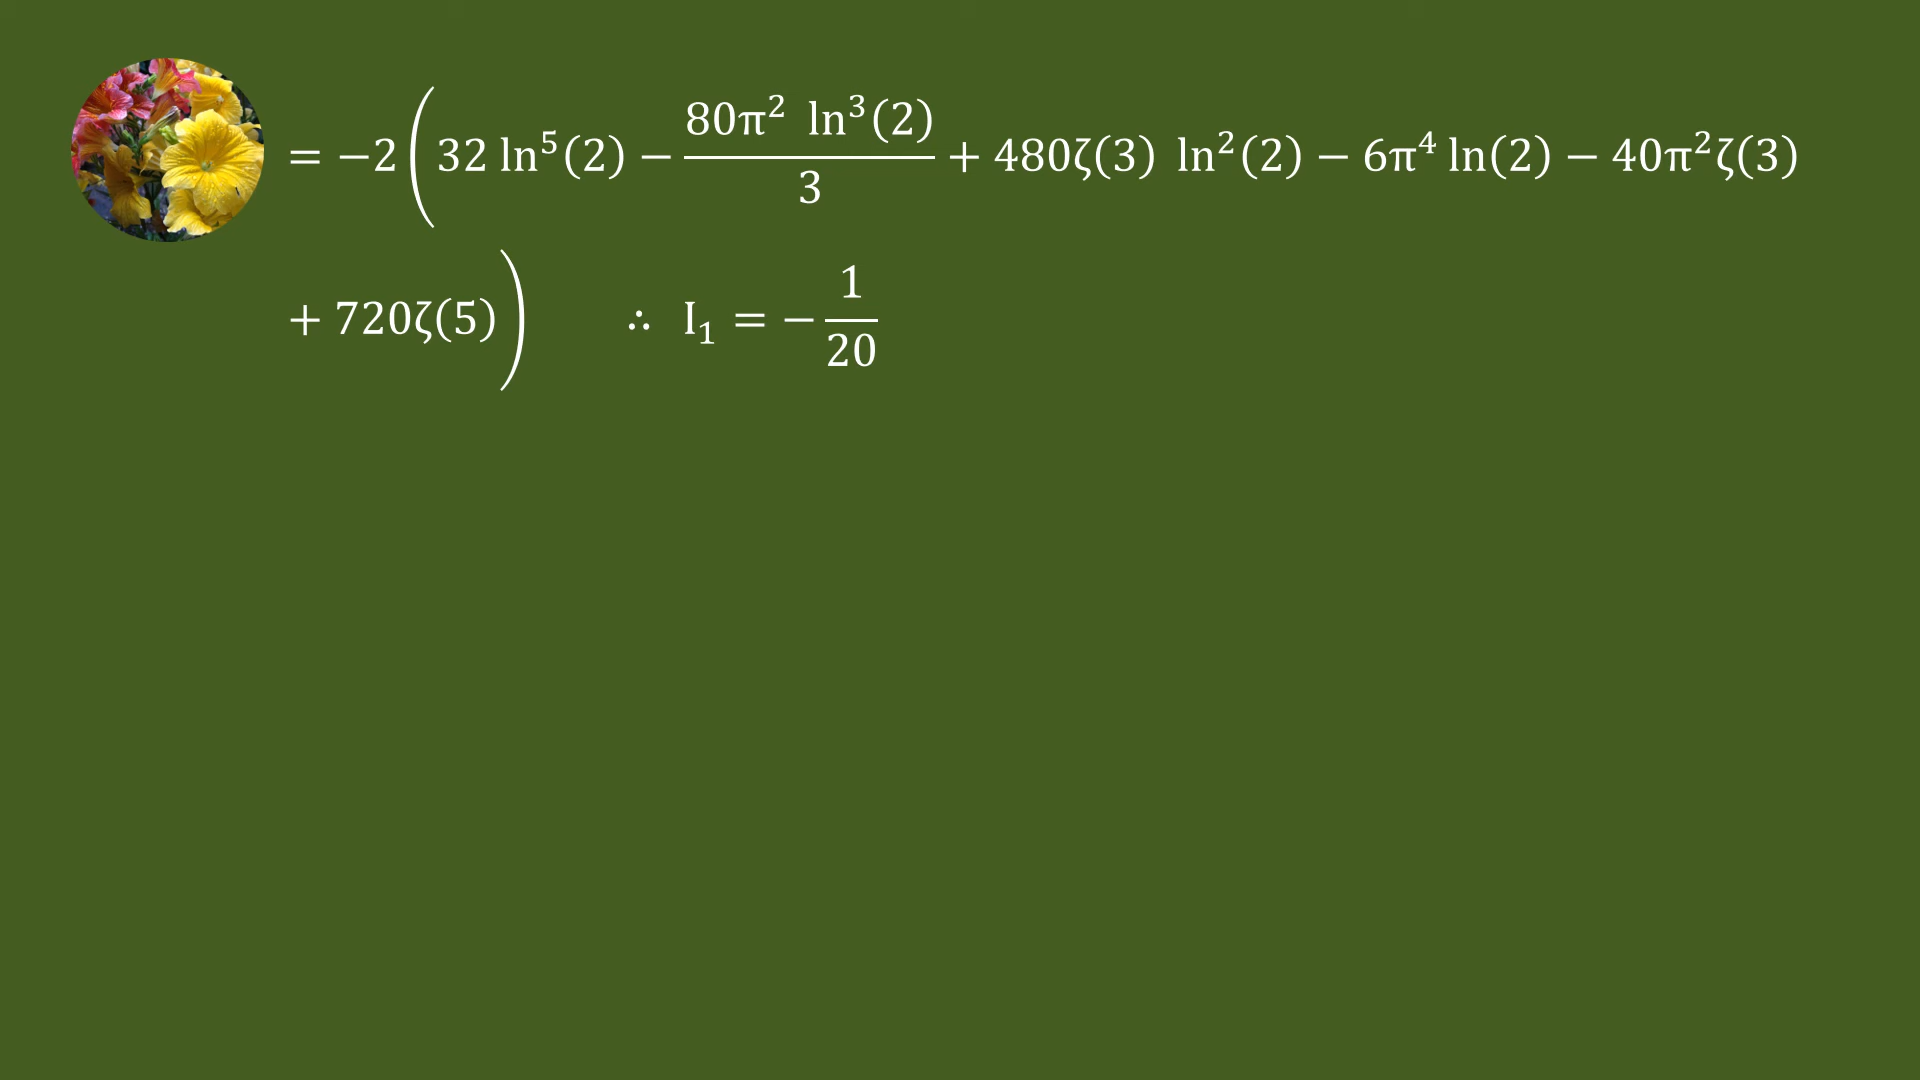 = −2(32 ln⁵(2) − 80π² ln³(2)/3 + 480ζ(3) ln²(2) − 6π⁴ ln(2) − 40π²ζ(3)
+ 720ζ(5)) ∴ I₁ = − 1/20